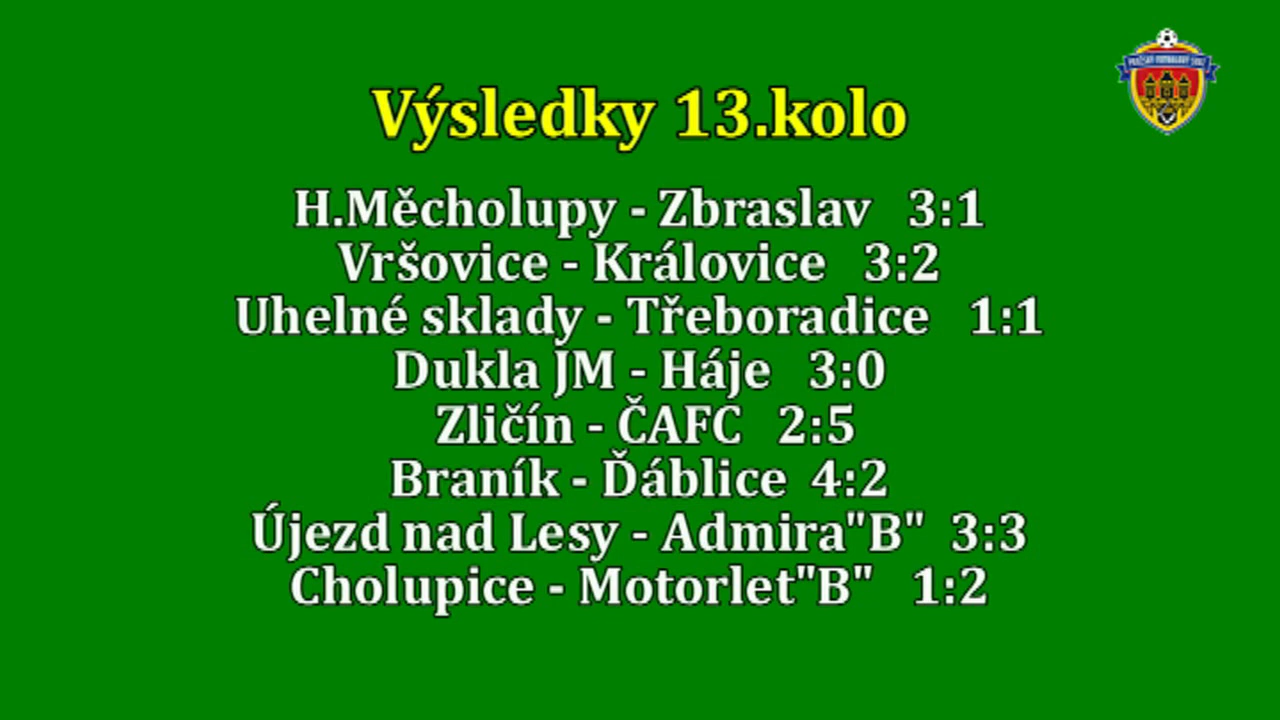 Výsledky 13.kolo
H.Měcholupy - Zbraslav 3:1
Vršovice - Královice 3:2
Uhelné sklady - Třeboradice 1:1
Dukla JM - Háje 3:0
Zličín - ČAFC 2:5
Braník - Ďáblice 4:2
Újezd nad Lesy - Admira"B" 3:3
Cholupice - Motorlet"B" 1:2